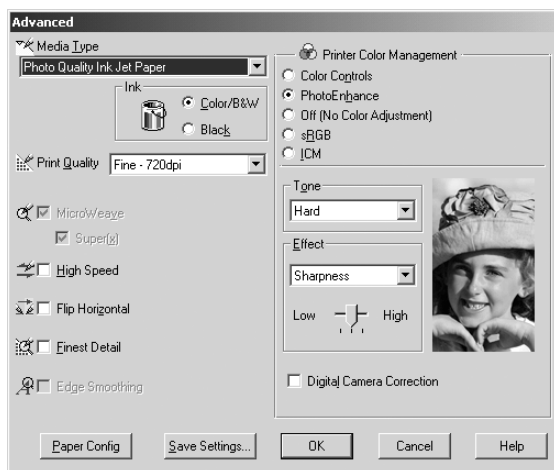 Advanced
Media Type
Photo Quality Ink Jet Paper
Ink
Color/B&W
Black
Print Quality
Fine - 720dpi
MicroWeave
Super(x)
High Speed
Flip Horizontal
Finest Detail
Edge Smoothing
Printer Color Management
Color Controls
PhotoEnhance
Off (No Color Adjustment)
sRGB
ICM
Tone
Hard
Effect
Sharpness
Low High
Digital Camera Correction
Paper Config Save Settings... OK Cancel Help